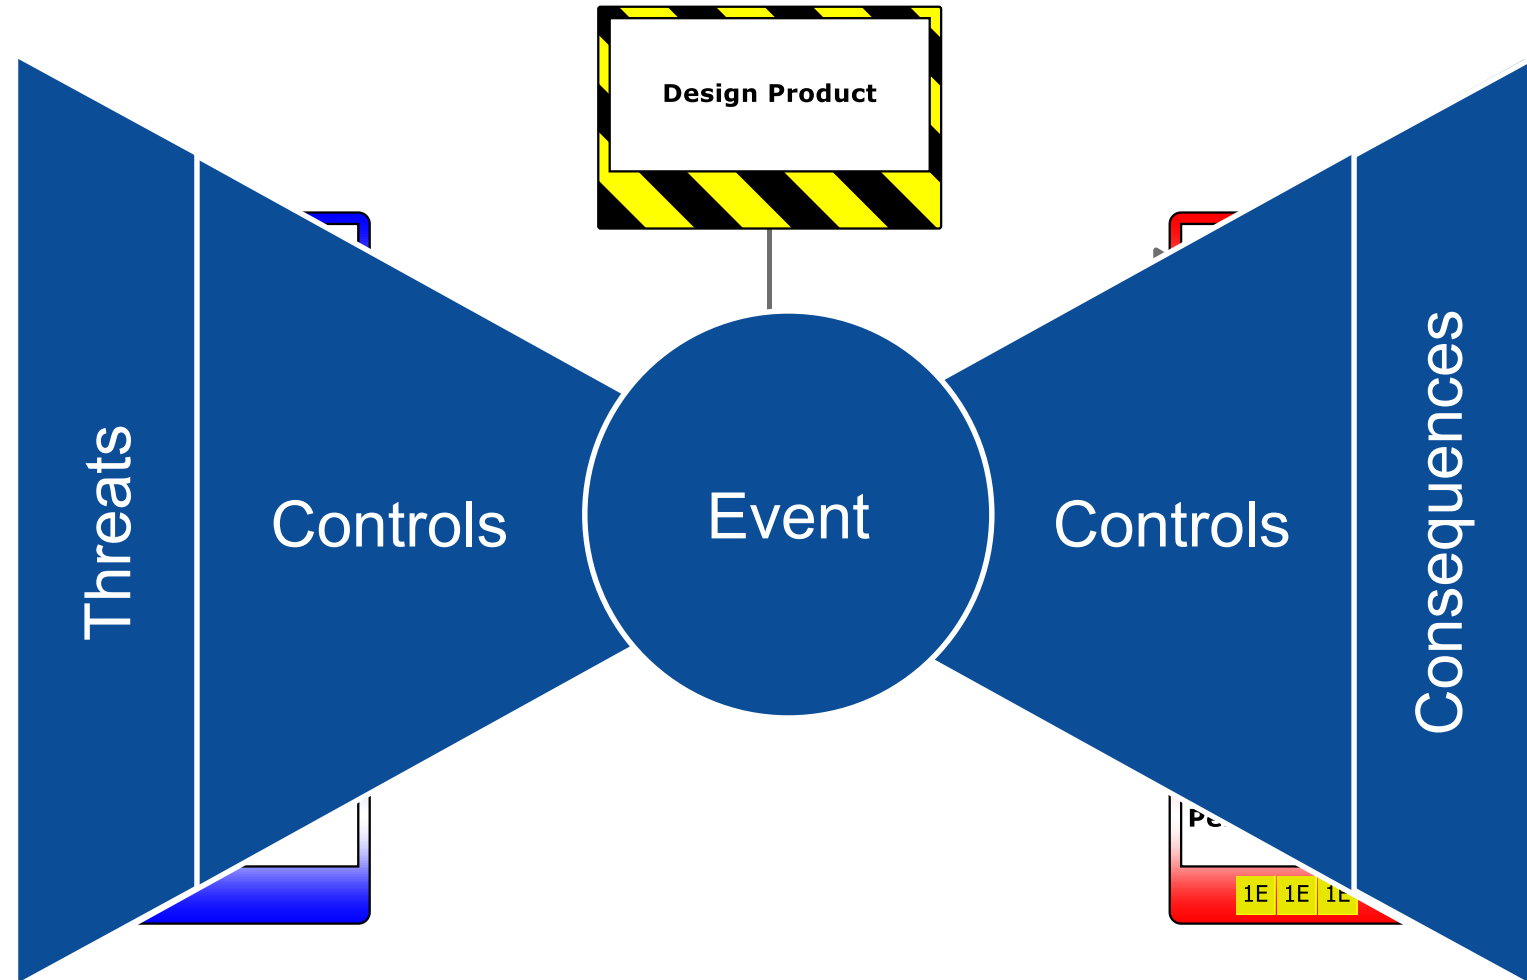 Design Product
Threats
Controls
Event
Controls
Consequences
1E 1E